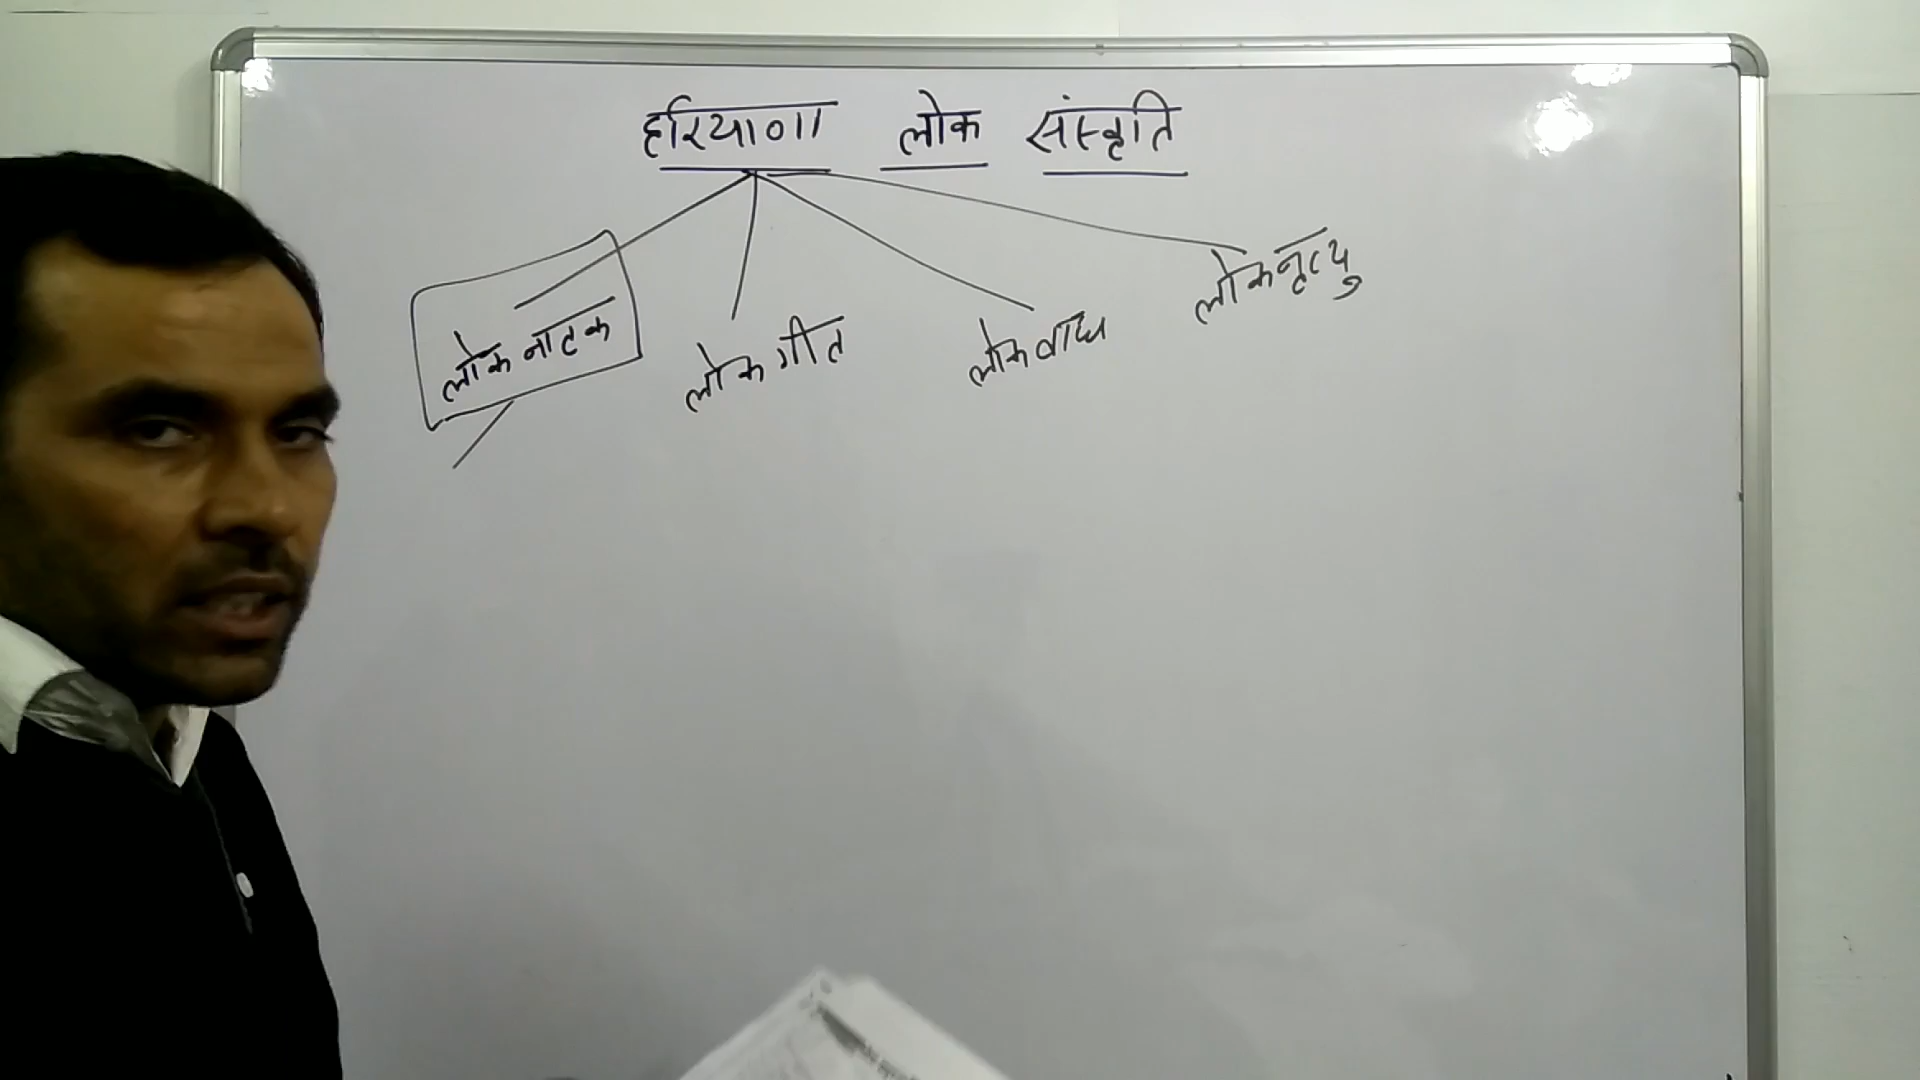 हरियाणा लोक संस्कृति
लोक नाटक
लोक गीत
लोक वाद्य
लोक नृत्य